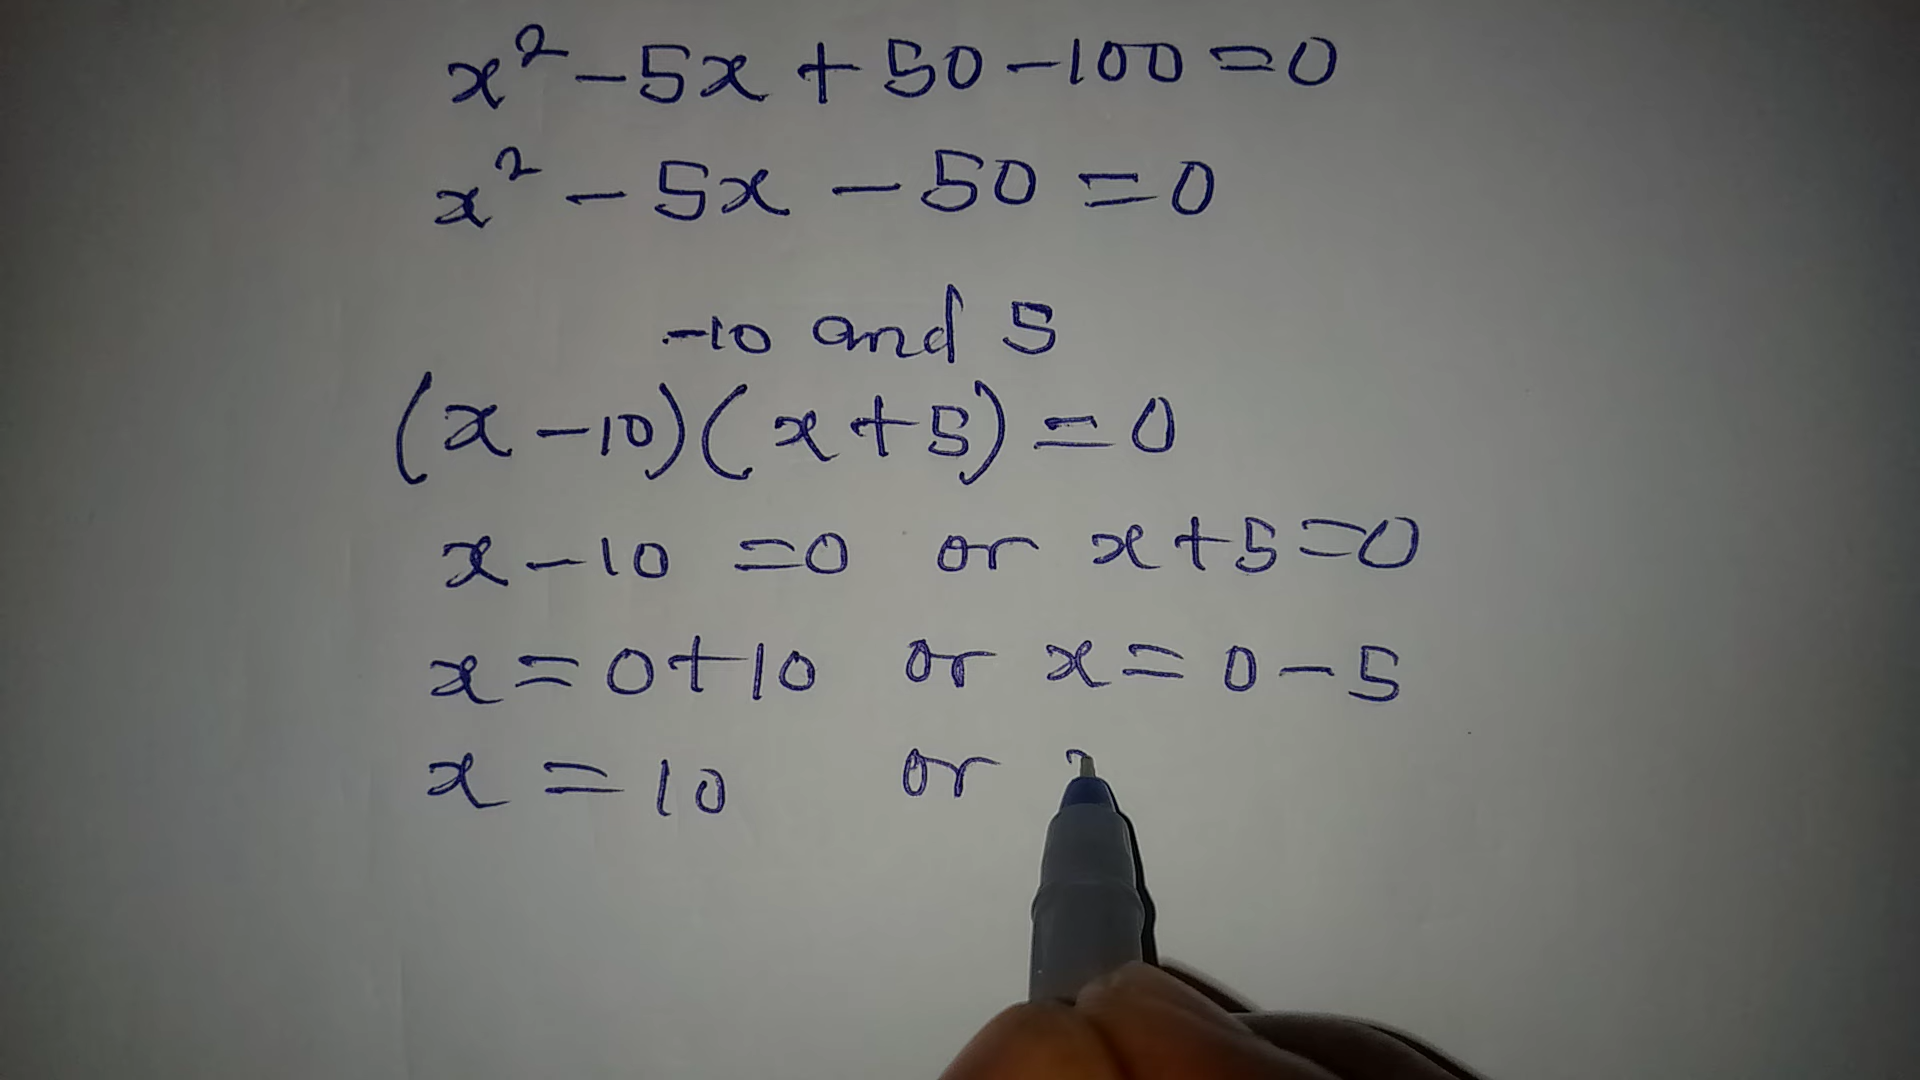 x² - 5x + 50 - 100 = 0
x² - 5x - 50 = 0
-10 and 5
(x - 10)(x + 5) = 0
x - 10 = 0 or x + 5 = 0
x = 0 + 10 or x = 0 - 5
x = 10 or